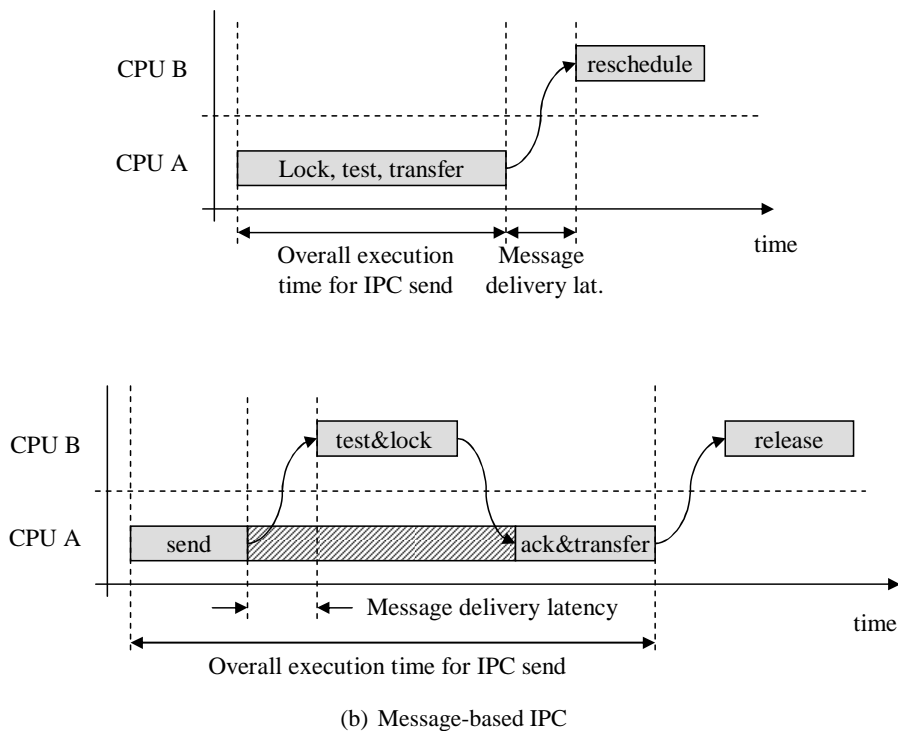 CPU B
reschedule
CPU A
Lock, test, transfer
time
Overall execution
time for IPC send
Message
delivery lat.
CPU B
test&lock
release
CPU A
send
ack&transfer
Message delivery latency
time
Overall execution time for IPC send
(b) Message-based IPC